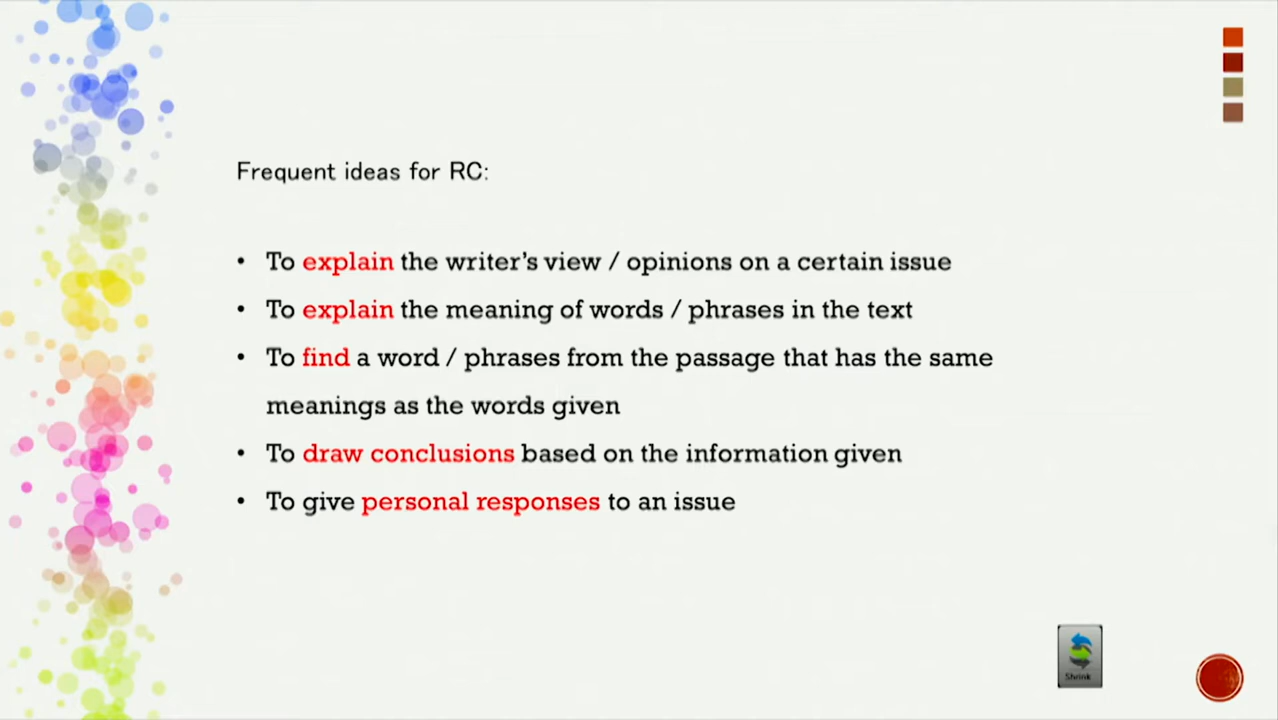 Frequent ideas for RC:
• To explain the writer's view / opinions on a certain issue
• To explain the meaning of words / phrases in the text
• To find a word / phrases from the passage that has the same
meanings as the words given
• To draw conclusions based on the information given
• To give personal responses to an issue
Shrink